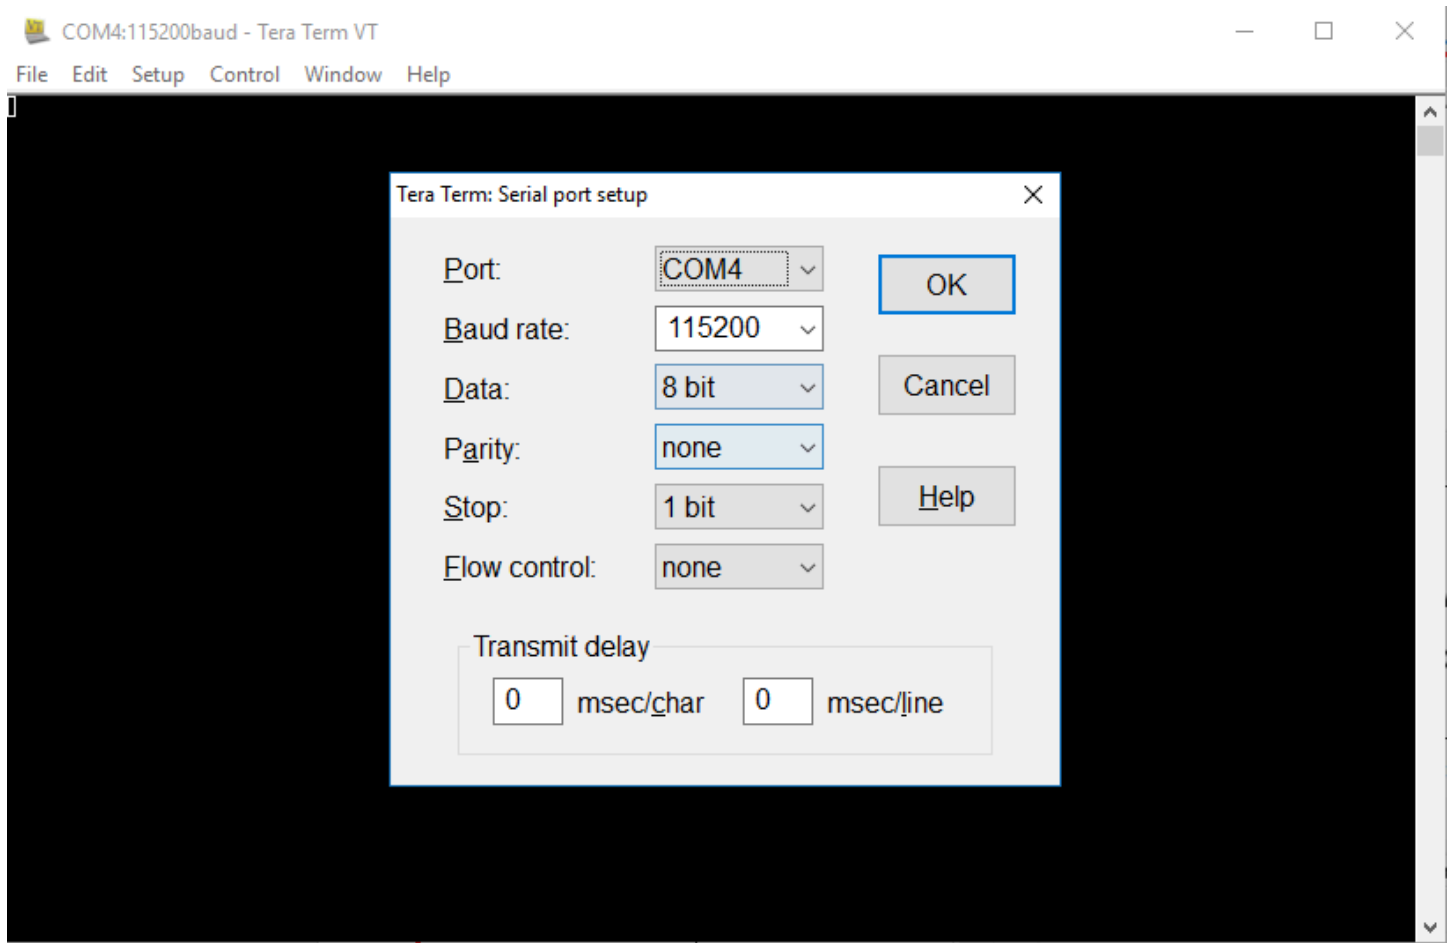 COM4:115200baud - Tera Term VT
File Edit Setup Control Window Help
Tera Term: Serial port setup
Port: COM4
OK
Baud rate: 115200
Data: 8 bit
Cancel
Parity: none
Stop: 1 bit
Help
Flow control: none
Transmit delay
0 msec/char 0 msec/line